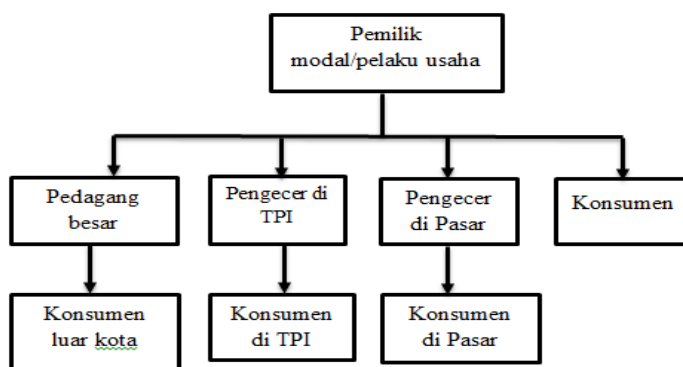 Pemilik
modal/pelaku usaha
Pedagang
besar
Pengecer di
TPI
Pengecer
di Pasar
Konsumen
Konsumen
luar kota
Konsumen
di TPI
Konsumen
di Pasar